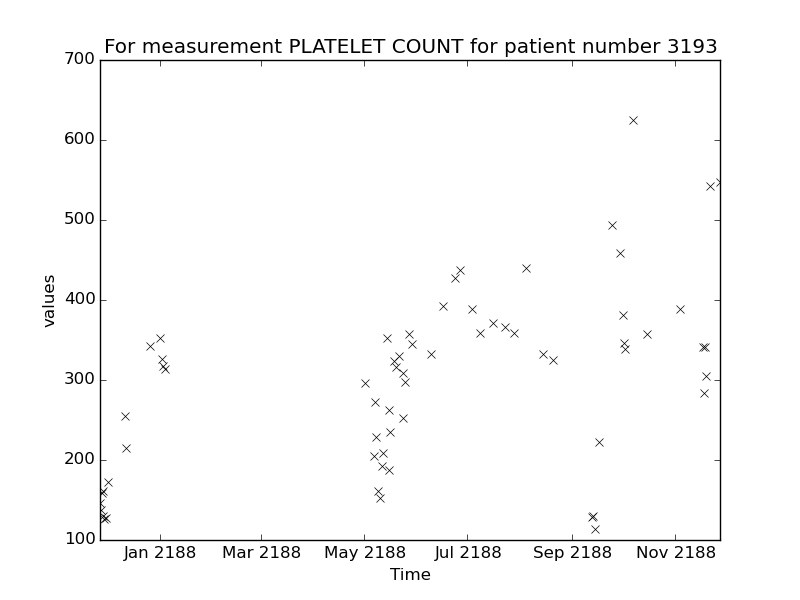 For measurement PLATELET COUNT for patient number 3193
700
600
500
400
300
200
100
values
Jan 2188 Mar 2188 May 2188 Jul 2188 Sep 2188 Nov 2188
Time